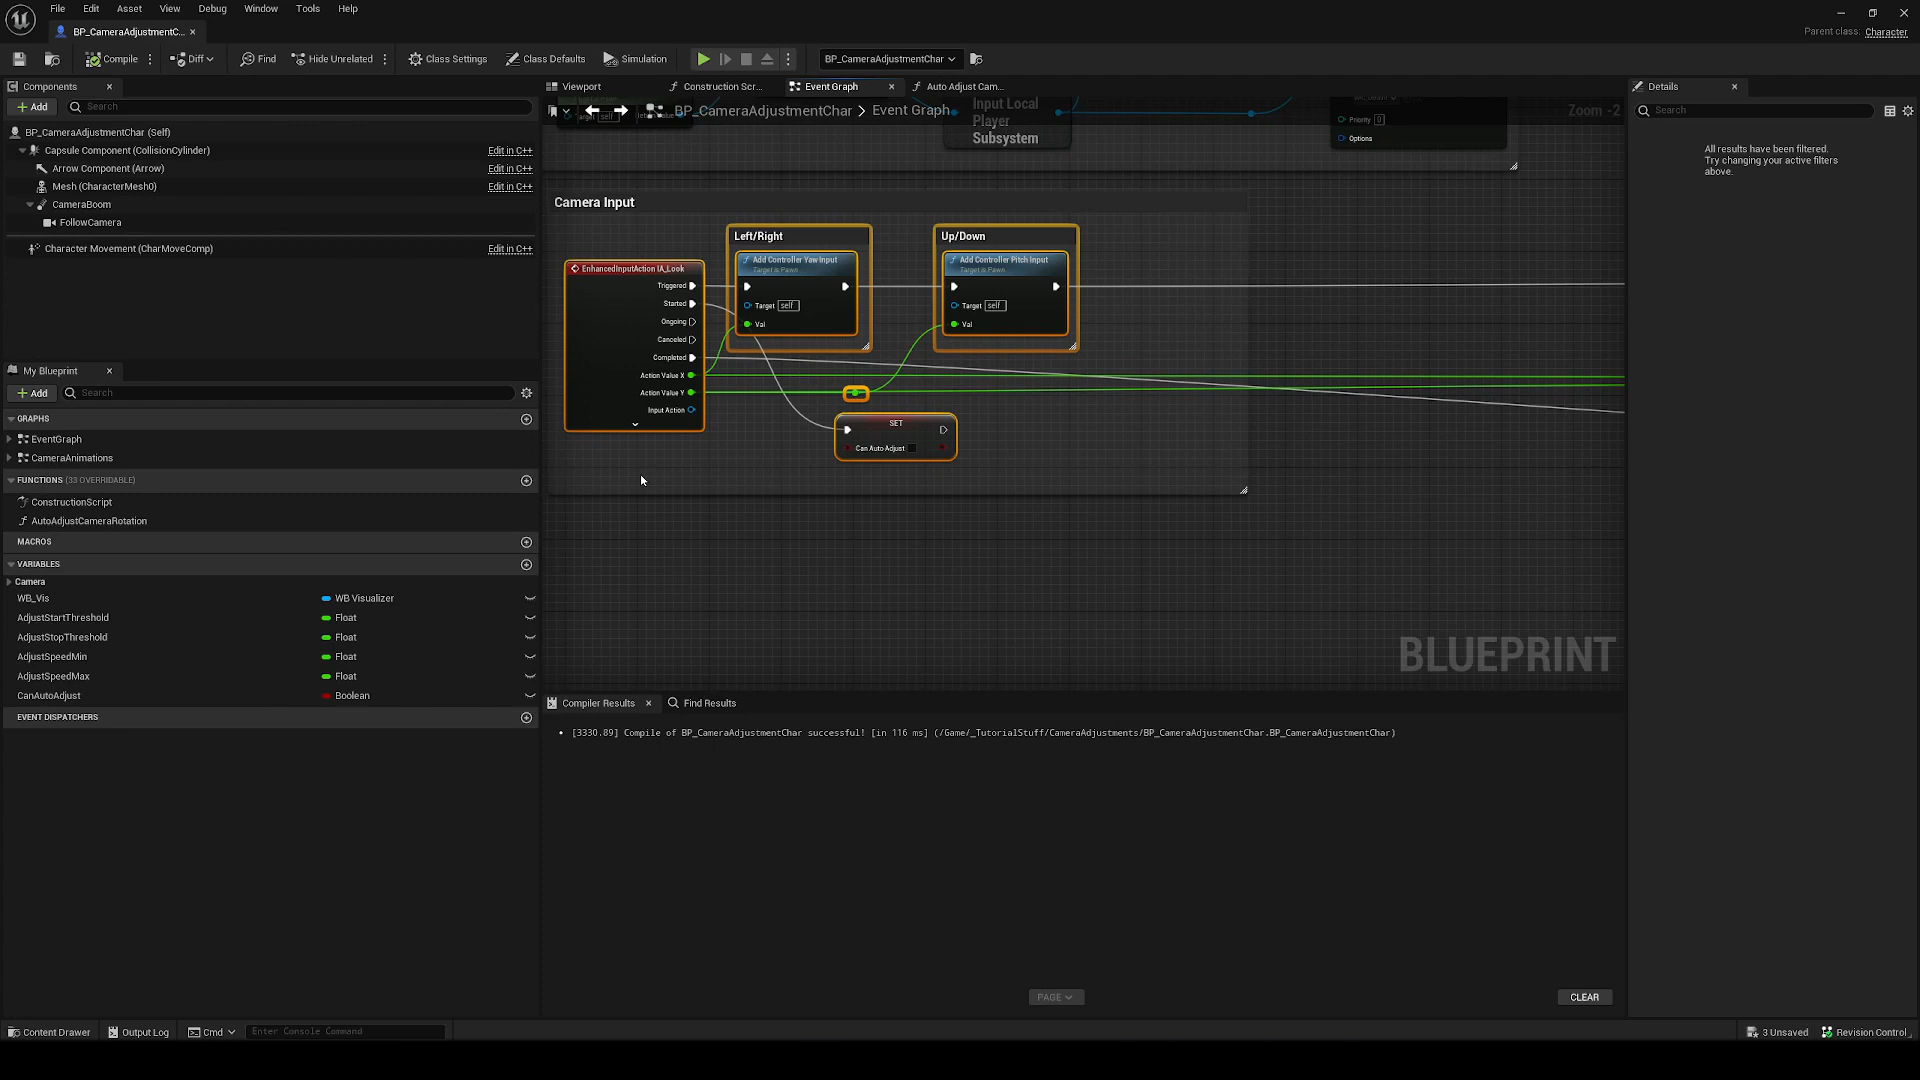 File Edit Asset View Debug Window Tools Help
BP_CameraAdjustmentC...
Parent class: Character
Compile Diff Find Hide Unrelated Class Settings Class Defaults Simulation BP_CameraAdjustmentChar
Components
Add Search
BP_CameraAdjustmentChar (Self)
Capsule Component (CollisionCylinder) Edit in C++
Arrow Component (Arrow) Edit in C++
Mesh (CharacterMesh0) Edit in C++
CameraBoom
FollowCamera
Character Movement (CharMoveComp) Edit in C++
My Blueprint
Add Search
GRAPHS
EventGraph
CameraAnimations
FUNCTIONS (33 OVERRIDABLE)
ConstructionScript
AutoAdjustCameraRotation
MACROS
VARIABLES
Camera
WB_Vis WB Visualizer
AdjustStartThreshold Float
AdjustStopThreshold Float
AdjustSpeedMin Float
AdjustSpeedMax Float
CanAutoAdjust Boolean
EVENT DISPATCHERS
Viewport Construction Scr... Event Graph Auto Adjust Cam...
BP_CameraAdjustmentChar > Event Graph
Zoom -2
Target self
Input Local
Player
Subsystem
Priority 0
Options
Camera Input
Left/Right
Add Controller Yaw Input
Target is Pawn
Target self
Val
Up/Down
Add Controller Pitch Input
Target is Pawn
Target self
Val
EnhancedInputAction IA_Look
Triggered
Started
Ongoing
Canceled
Completed
Action Value X
Action Value Y
Input Action
SET
Can Auto Adjust
BLUEPRINT
Compiler Results Find Results
[3330.89] Compile of BP_CameraAdjustmentChar successful! [in 116 ms] (/Game/_TutorialStuff/CameraAdjustments/BP_CameraAdjustmentChar.BP_CameraAdjustmentChar)
PAGE CLEAR
Details
Search
All results have been filtered.
Try changing your active filters
above.
Content Drawer Output Log Cmd Enter Console Command 3 Unsaved Revision Control